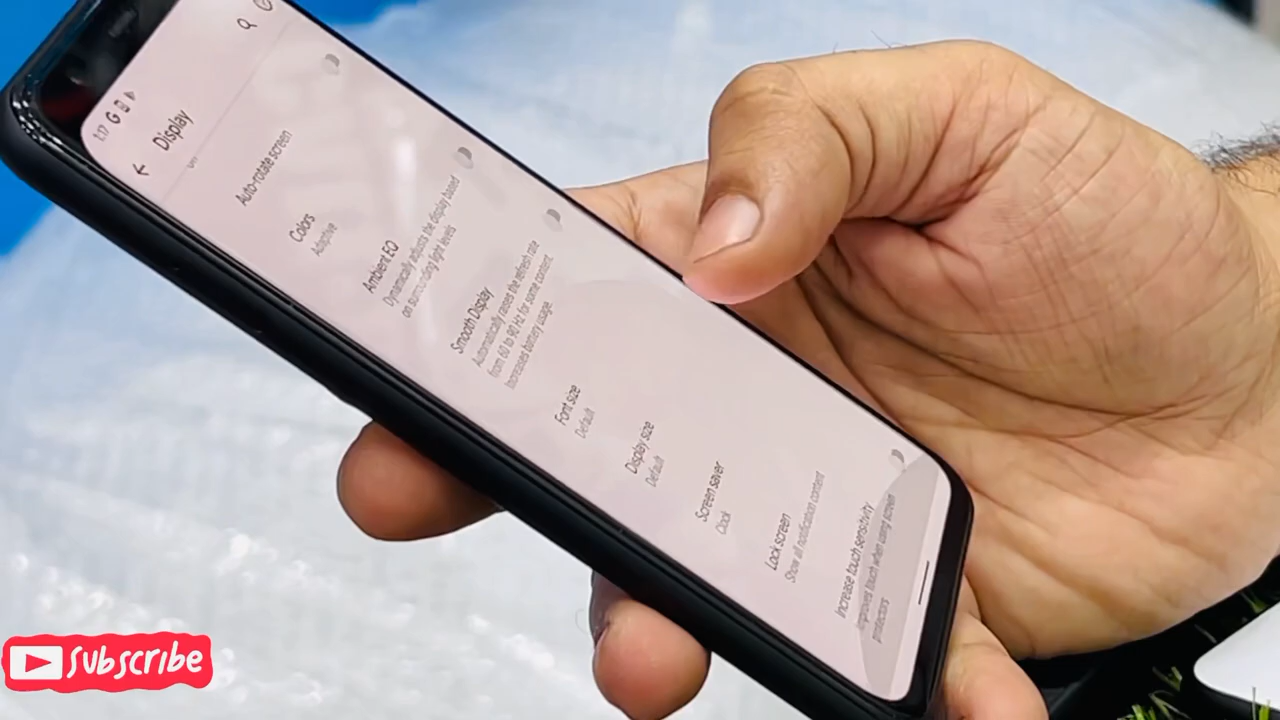 1:17 G
Display
Auto-rotate screen
Colors
Adaptive
Ambient EQ
Dynamically adjusts the display based
on surrounding light levels
Smooth Display
Automatically raises the refresh rate
from 60 to 90 Hz for some content.
Increases battery usage.
Font size
Default
Display size
Default
Screen saver
Clock
Lock screen
Show all notification content
Increase touch sensitivity
Improves touch when using screen
protectors
Subscribe